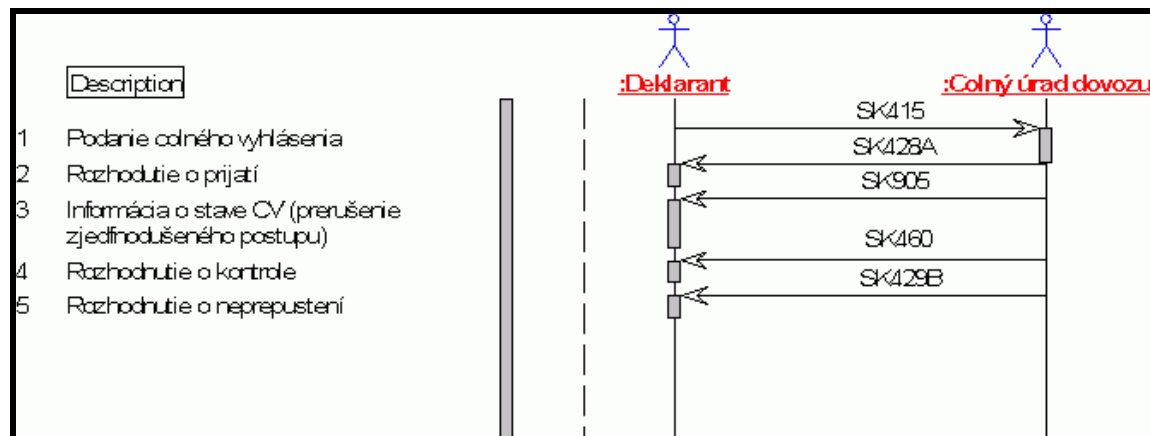 Description
:Deklarant
:Colný úrad dovozu
1 Podanie colného vyhlásenia
SK415
2 Rozhodutie o prijatí
SK428A
3 Informácia o stave CV (prerušenie
zjedfnodušeného postupu)
SK905
4 Rozhodnutie o kontrole
SK460
5 Rozhodnutie o neprepustení
SK429B